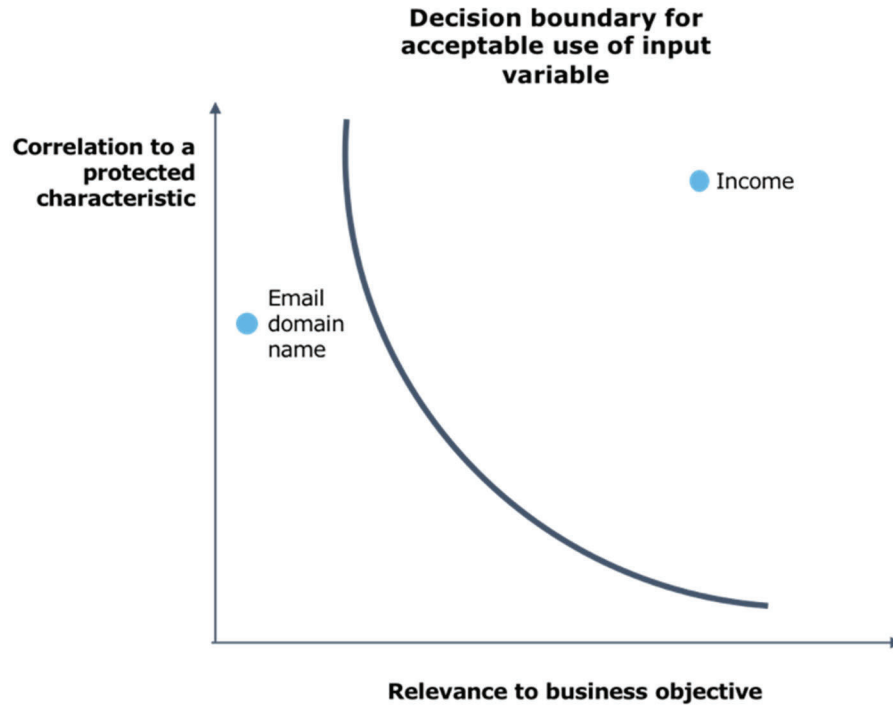 Decision boundary for
acceptable use of input
variable
Correlation to a
protected
characteristic
Income
Email
domain
name
Relevance to business objective